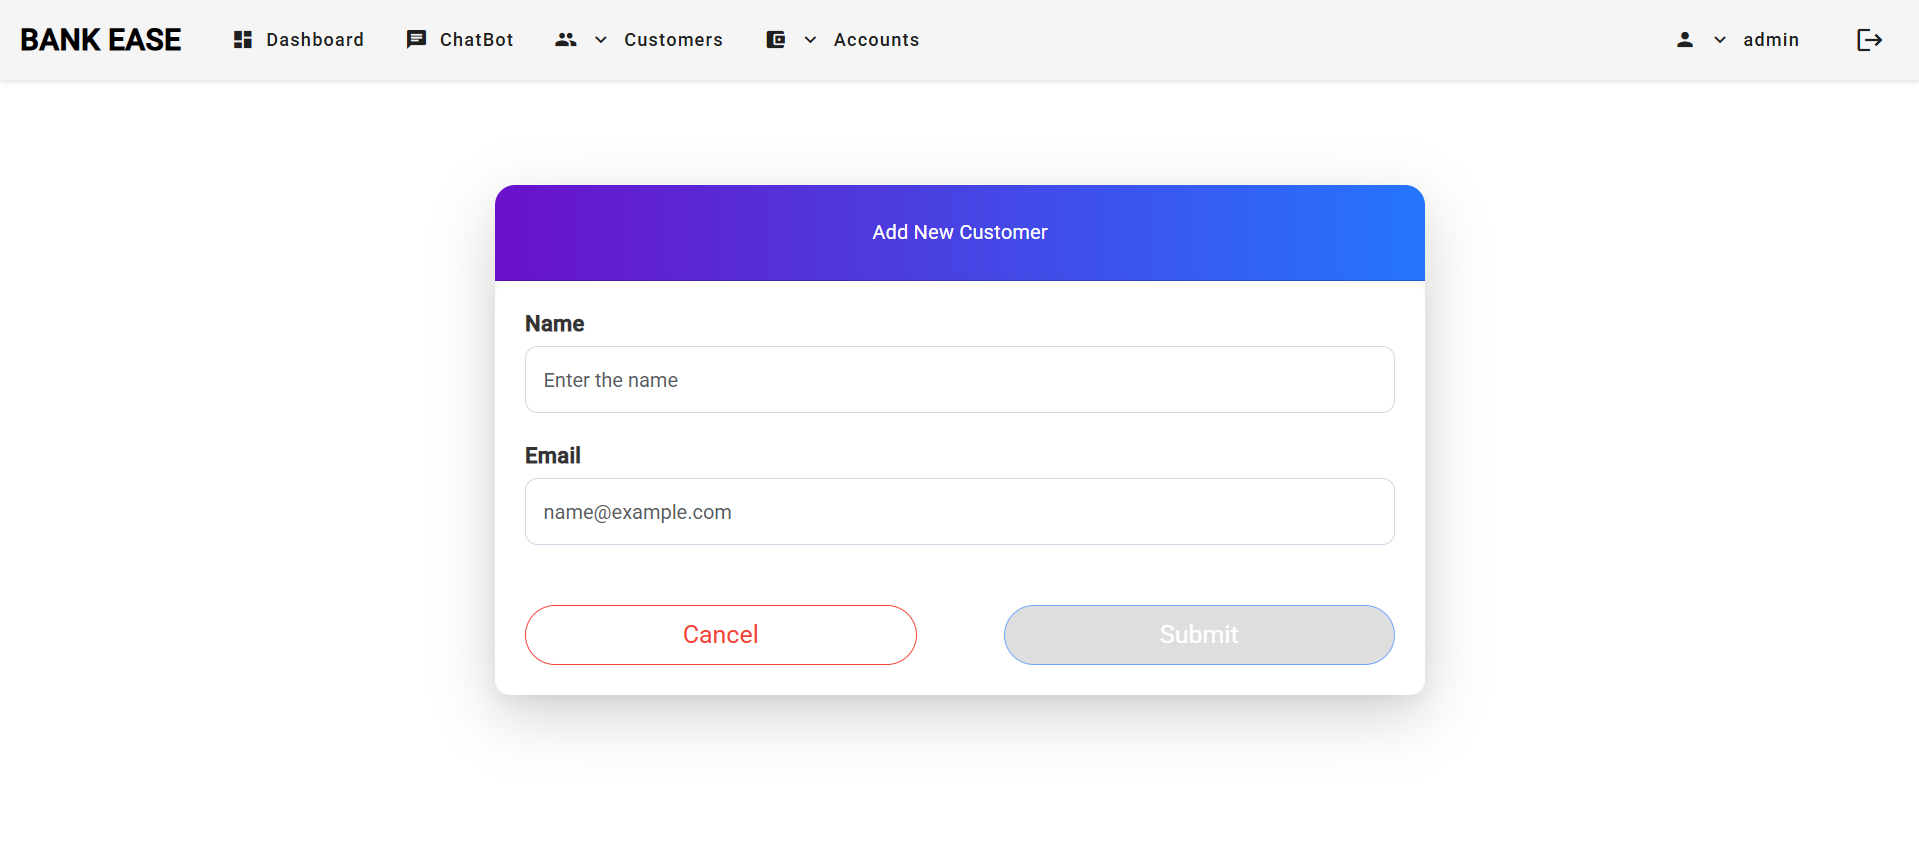 BANK EASE Dashboard ChatBot Customers Accounts admin
Add New Customer
Name
Enter the name
Email
name@example.com
Cancel Submit